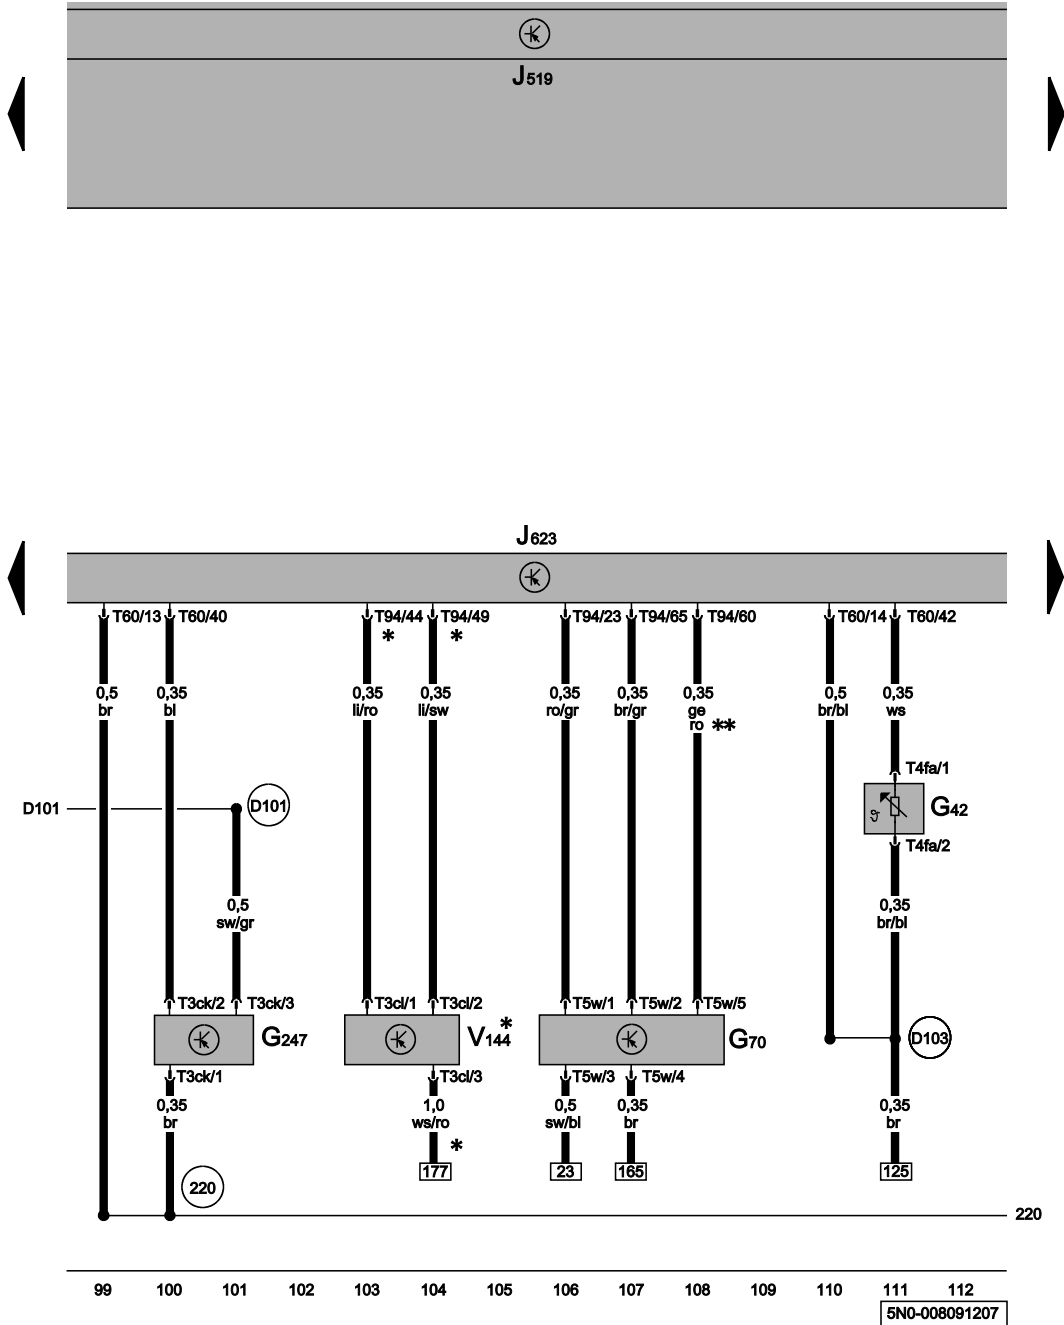 J519
J623
T60/13 T60/40 T94/44 T94/49 T94/23 T94/65 T94/60 T60/14 T60/42
* *
0,5 0,35 0,35 0,35 0,35 0,35 0,35 0,5 0,35
br bl li/ro li/sw ro/gr br/gr ge br/bl ws
ro **
T4fa/1
D101 D101 G42
T4fa/2
0,5 0,35
sw/gr br/bl
T3ck/2 T3ck/3 T3cl/1 T3cl/2 T5w/1 T5w/2 T5w/5
G247 V144* G70 D103
T3ck/1 T3cl/3 T5w/3 T5w/4
0,35 1,0 0,5 0,35 0,35
br ws/ro sw/bl br br
*
177 23 165 125
220
220
99 100 101 102 103 104 105 106 107 108 109 110 111 112
5N0-008091207